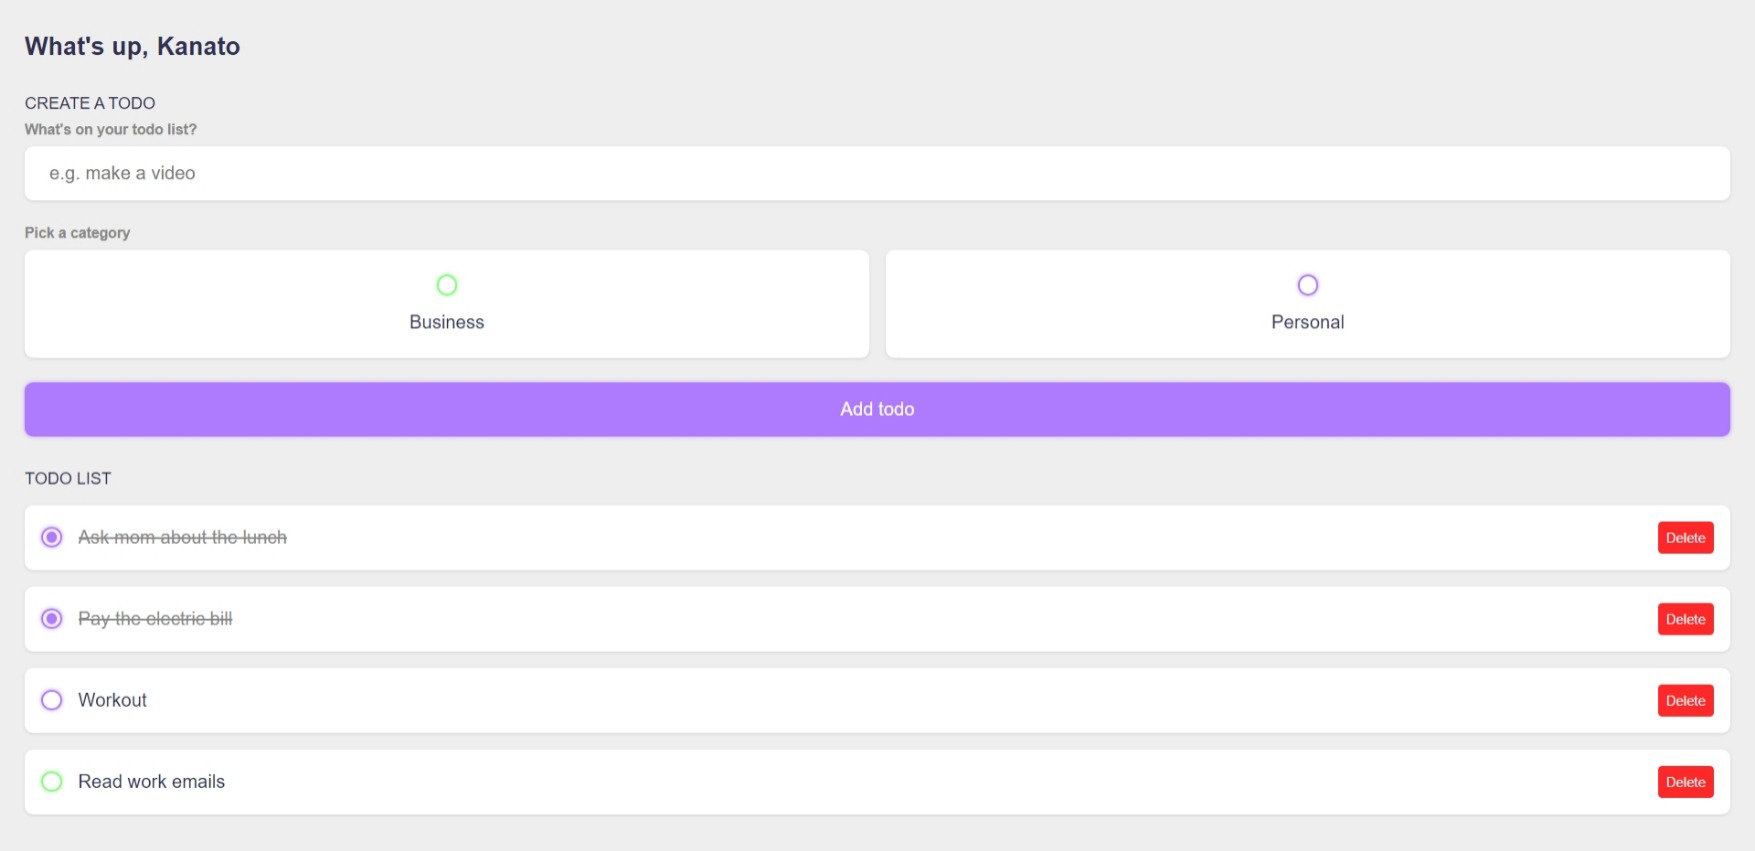 What's up, Kanato
CREATE A TODO
What's on your todo list?
e.g. make a video
Pick a category
Business
Personal
Add todo
TODO LIST
Ask mom about the lunch
Delete
Pay the electric bill
Delete
Workout
Delete
Read work emails
Delete